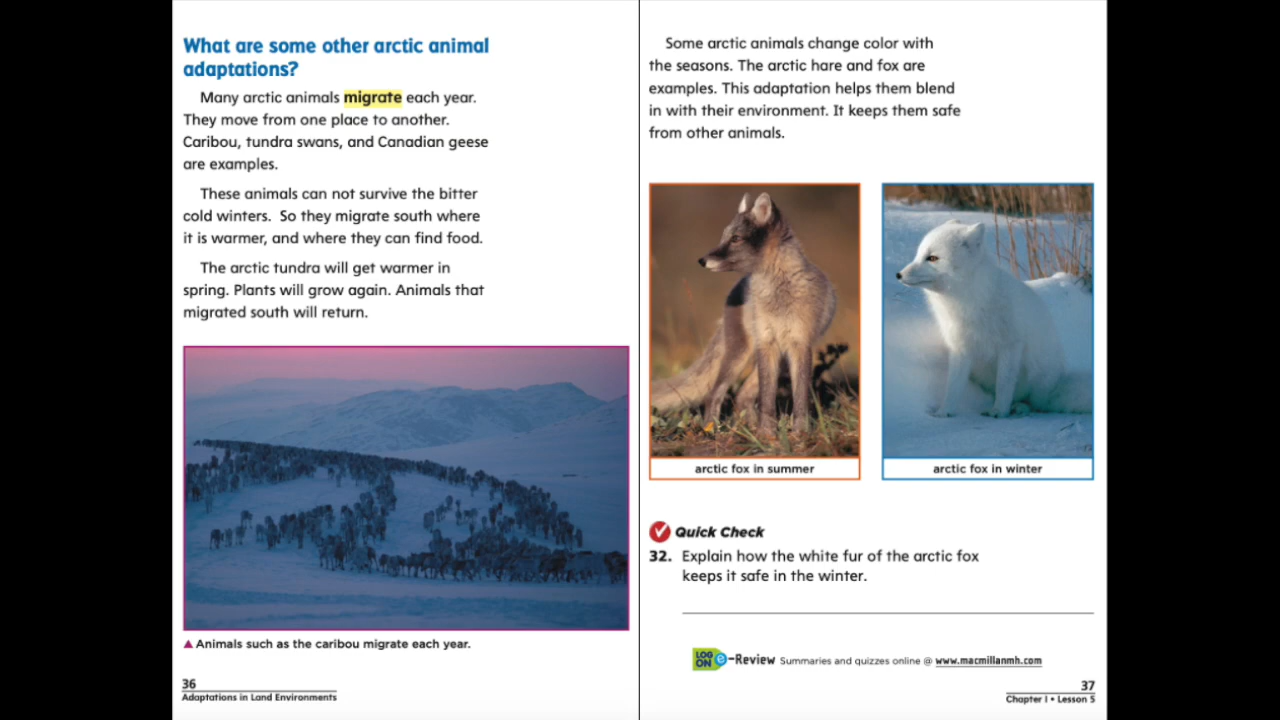 What are some other arctic animal
adaptations?
Many arctic animals migrate each year.
They move from one place to another.
Caribou, tundra swans, and Canadian geese
are examples.
These animals can not survive the bitter
cold winters.  So they migrate south where
it is warmer, and where they can find food.
The arctic tundra will get warmer in
spring. Plants will grow again. Animals that
migrated south will return.
▲ Animals such as the caribou migrate each year.
36
Adaptations in Land Environments
Some arctic animals change color with
the seasons. The arctic hare and fox are
examples. This adaptation helps them blend
in with their environment. It keeps them safe
from other animals.
arctic fox in summer
arctic fox in winter
Quick Check
32. Explain how the white fur of the arctic fox
keeps it safe in the winter.
LOG ON e-Review Summaries and quizzes online @ www.macmillanmh.com
37
Chapter 1 • Lesson 5